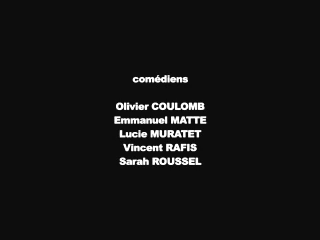 comédiens
Olivier COULOMB
Emmanuel MATTE
Lucie MURATET
Vincent RAFIS
Sarah ROUSSEL